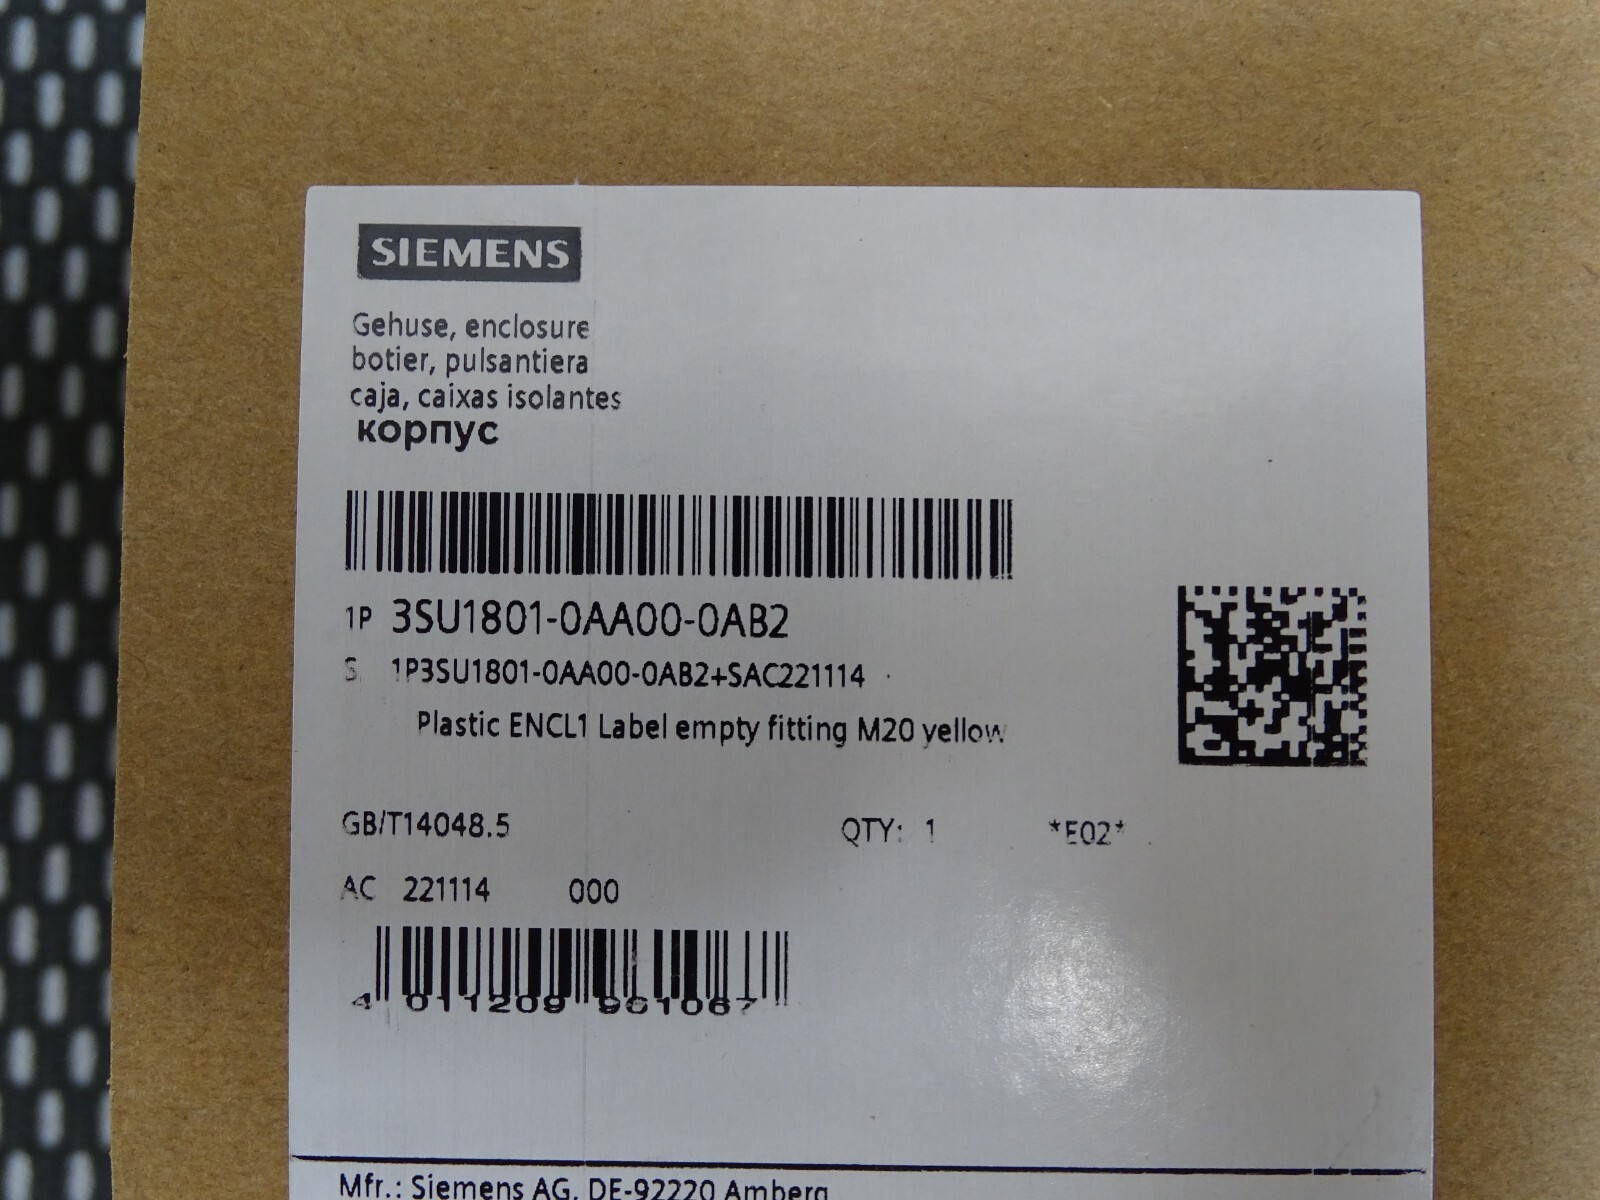 SIEMENS
Gehuse, enclosure
botier, pulsantiera
caja, caixas isolantes
корпус
1P 3SU1801-0AA00-0AB2
S 1P3SU1801-0AA00-0AB2+SAC221114
Plastic ENCL1 Label empty fitting M20 yellow
GB/T14048.5 QTY: 1 *E02*
AC 221114 000
4 011209 961067
Mfr.: Siemens AG, DE-92220 Amberg